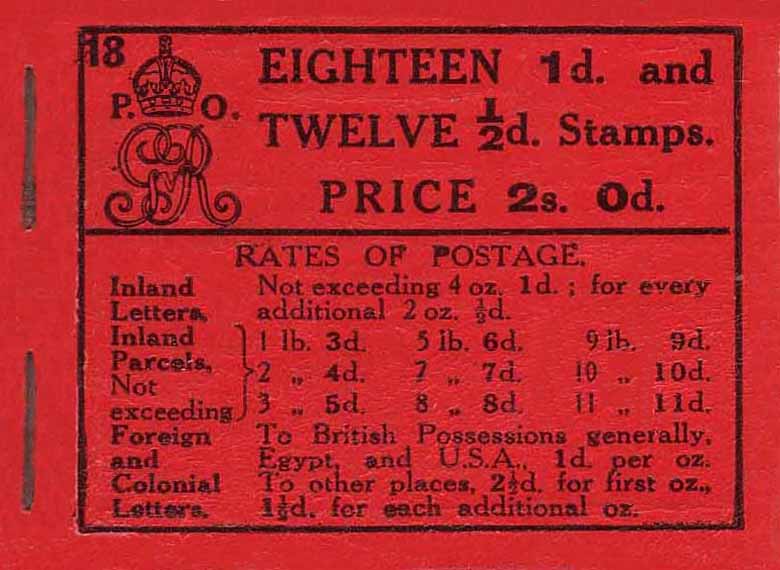 18
P. O.
EIGHTEEN 1d. and
TWELVE ½d. Stamps.
PRICE 2s. 0d.
RATES OF POSTAGE.
Inland Letters, Not exceeding 4 oz. 1d. ; for every additional 2 oz. ½d.
Inland Parcels, Not exceeding
1 lb. 3d. 5 lb. 6d. 9 lb. 9d.
2 „ 4d. 7 „ 7d. 10 „ 10d.
3 „ 5d. 8 „ 8d. 11 „ 11d.
Foreign and Colonial Letters.
To British Possessions generally,
Egypt, and U.S.A., 1d. per oz.
To other places, 2½d. for first oz.,
1½d. for each additional oz.